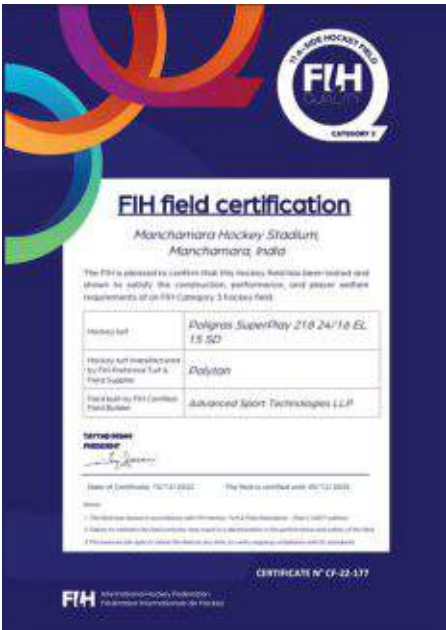 11 A-SIDE HOCKEY FIELD
FIH
QUALITY
CATEGORY 3
FIH field certification
Manchamara Hockey Stadium,
Manchamara, India
The FIH is pleased to confirm that this hockey field has been tested and
shown to satisfy the construction, performance, and player welfare
requirements of an FIH Category 3 hockey field.
Hockey turf
Poligras SuperPlay 218 24/16 EL
15 SD
Hockey turf manufactured
by FIH Preferred Turf &
Field Supplier
Polytan
Field built by FIH Certified
Field Builder
Advanced Sport Technologies LLP
PRESIDENT
Date of Certificate:
The field is certified until:
CERTIFICATE N° CF-22-177
FIH
International Hockey Federation
Fédération Internationale de Hockey